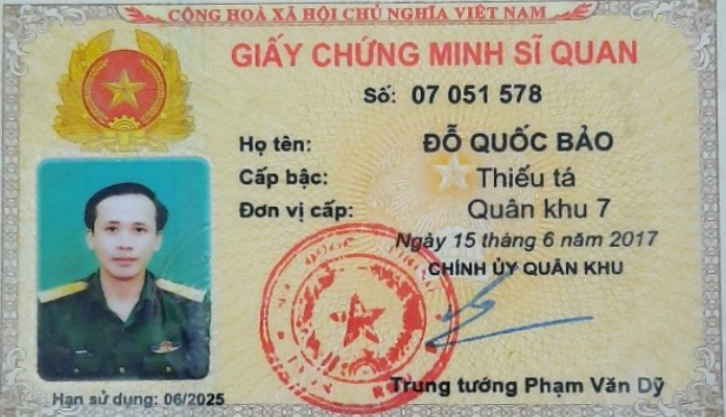 CỘNG HOÀ XÃ HỘI CHỦ NGHĨA VIỆT NAM
GIẤY CHỨNG MINH SĨ QUAN
Số: 07 051 578
Họ tên: ĐỖ QUỐC BẢO
Cấp bậc: Thiếu tá
Đơn vị cấp: Quân khu 7
Ngày 15 tháng 6 năm 2017
CHÍNH ỦY QUÂN KHU
Trung tướng Phạm Văn Dỹ
Hạn sử dụng: 06/2025